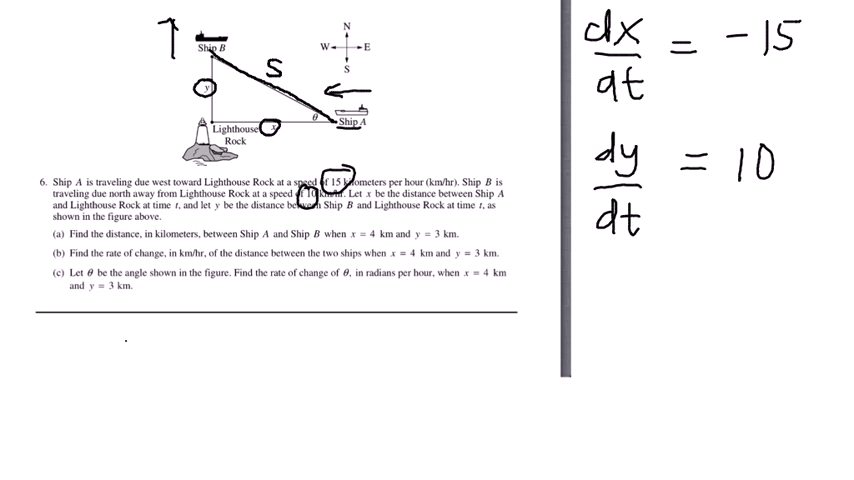 N
Ship B
W
E
S
S
y
θ
Ship A
Lighthouse
x
Rock
6. Ship A is traveling due west toward Lighthouse Rock at a speed of 15 kilometers per hour (km/hr). Ship B is
traveling due north away from Lighthouse Rock at a speed of 10 km/hr. Let x be the distance between Ship A
and Lighthouse Rock at time t, and let y be the distance between Ship B and Lighthouse Rock at time t, as
shown in the figure above.
(a) Find the distance, in kilometers, between Ship A and Ship B when x = 4 km and y = 3 km.
(b) Find the rate of change, in km/hr, of the distance between the two ships when x = 4 km and y = 3 km.
(c) Let θ be the angle shown in the figure. Find the rate of change of θ, in radians per hour, when x = 4 km
and y = 3 km.
dx/dt = -15
dy/dt = 10